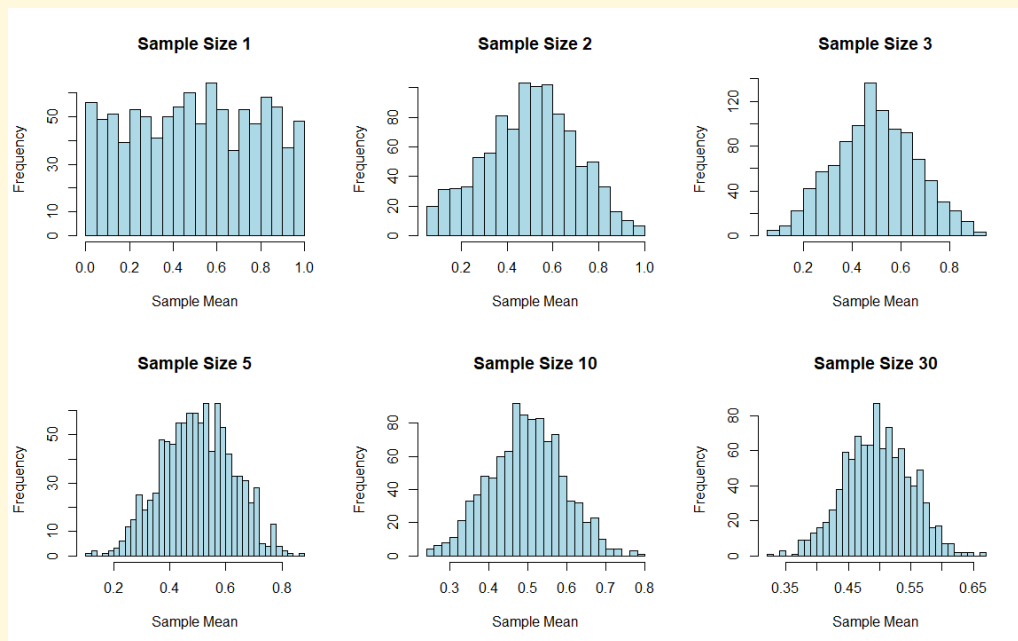 Sample Size 1
Frequency
0
10
30
50
0.0 0.2 0.4 0.6 0.8 1.0
Sample Mean
Sample Size 2
Frequency
0
20
40
60
80
0.2 0.4 0.6 0.8 1.0
Sample Mean
Sample Size 3
Frequency
0
40
80
120
0.2 0.4 0.6 0.8
Sample Mean
Sample Size 5
Frequency
0
10
30
50
0.2 0.4 0.6 0.8
Sample Mean
Sample Size 10
Frequency
0
20
40
60
80
0.3 0.4 0.5 0.6 0.7 0.8
Sample Mean
Sample Size 30
Frequency
0
20
40
60
80
0.35 0.45 0.55 0.65
Sample Mean